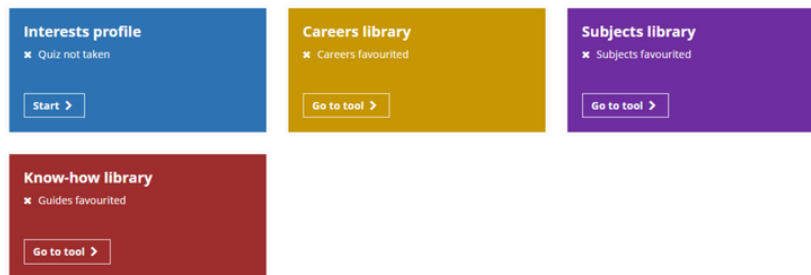 Interests profile
✖ Quiz not taken
Start >
Careers library
✖ Careers favourited
Go to tool >
Subjects library
✖ Subjects favourited
Go to tool >
Know-how library
✖ Guides favourited
Go to tool >